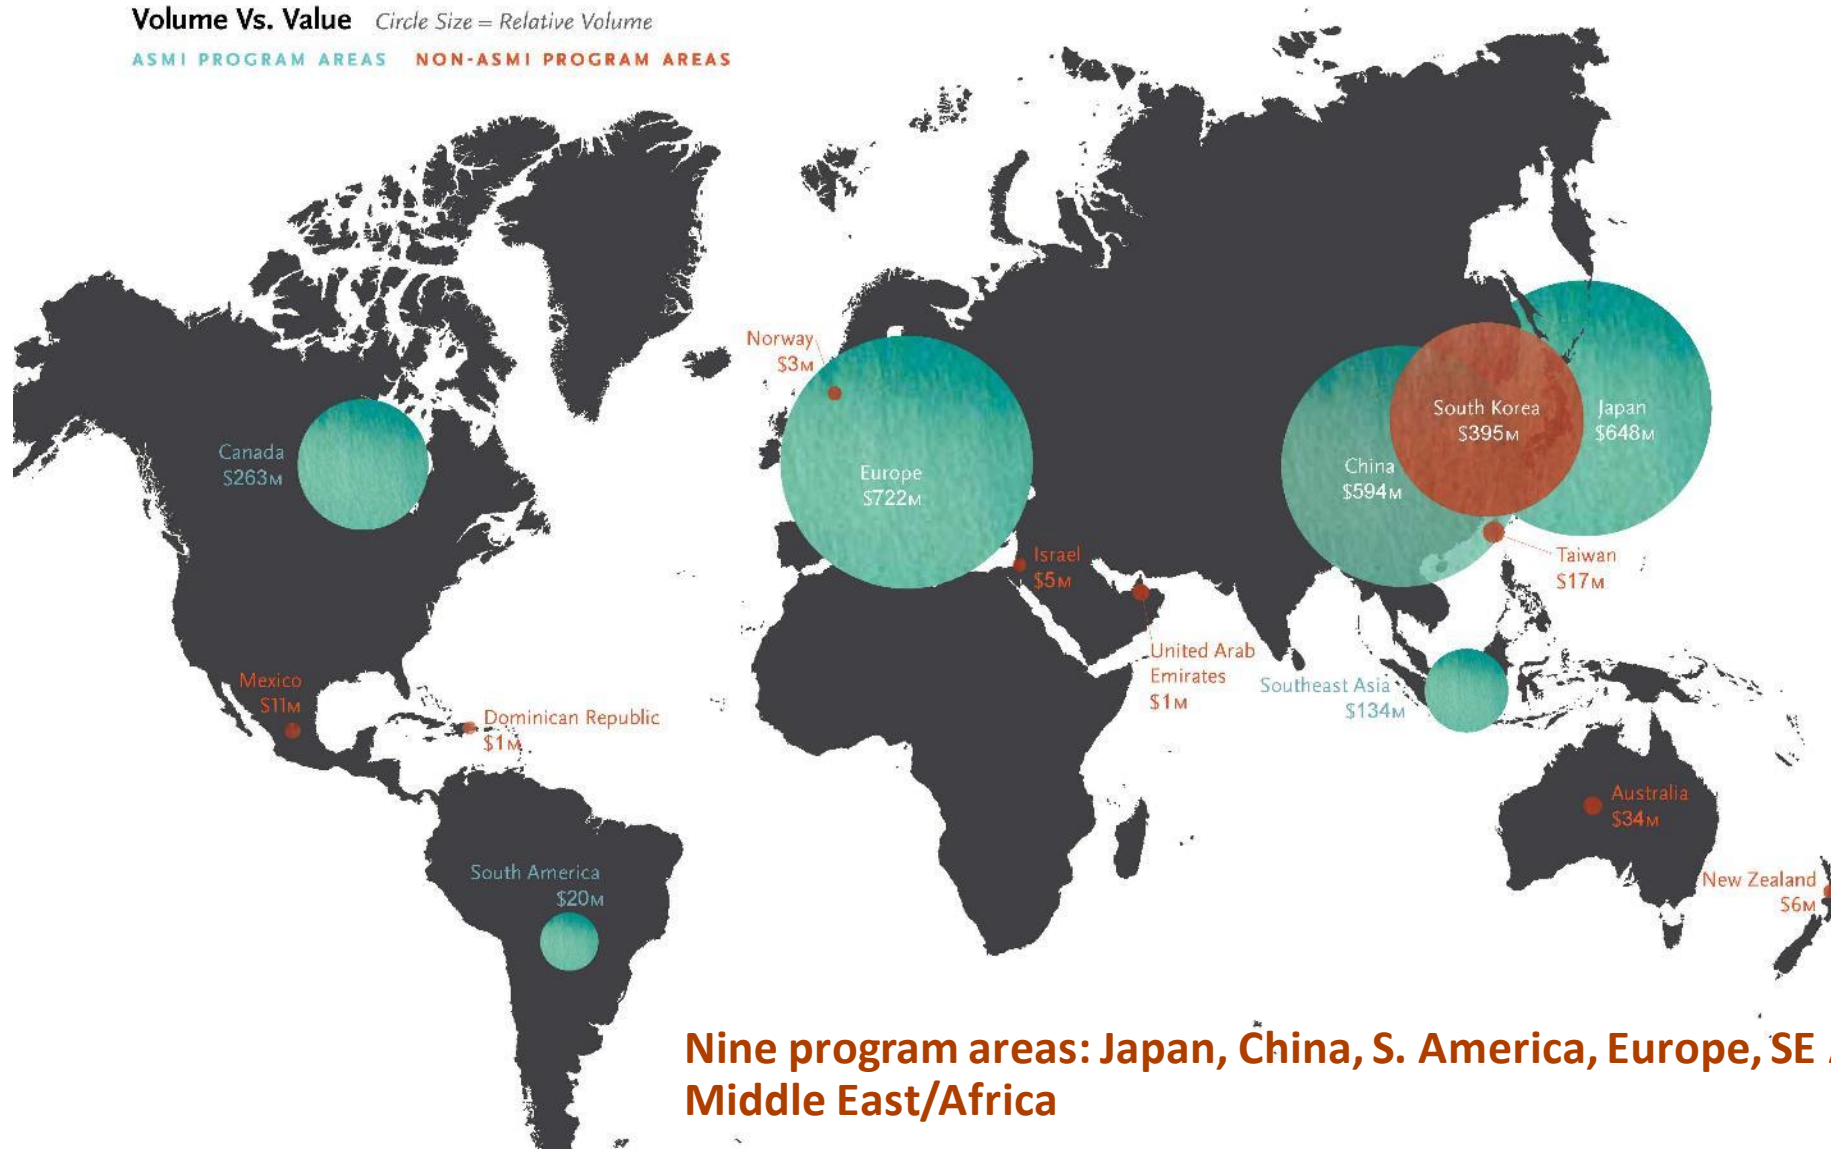 Volume Vs. Value Circle Size = Relative Volume
ASMI PROGRAM AREAS NON-ASMI PROGRAM AREAS
Norway
$3M
Canada
$263M
Europe
$722M
South Korea
$395M
Japan
$648M
China
$594M
Israel
$5M
Taiwan
$17M
United Arab
Emirates
$1M
Southeast Asia
$134M
Mexico
$11M
Dominican Republic
$1M
Australia
$34M
South America
$20M
New Zealand
$6M
Nine program areas: Japan, China, S. America, Europe, SE
Middle East/Africa